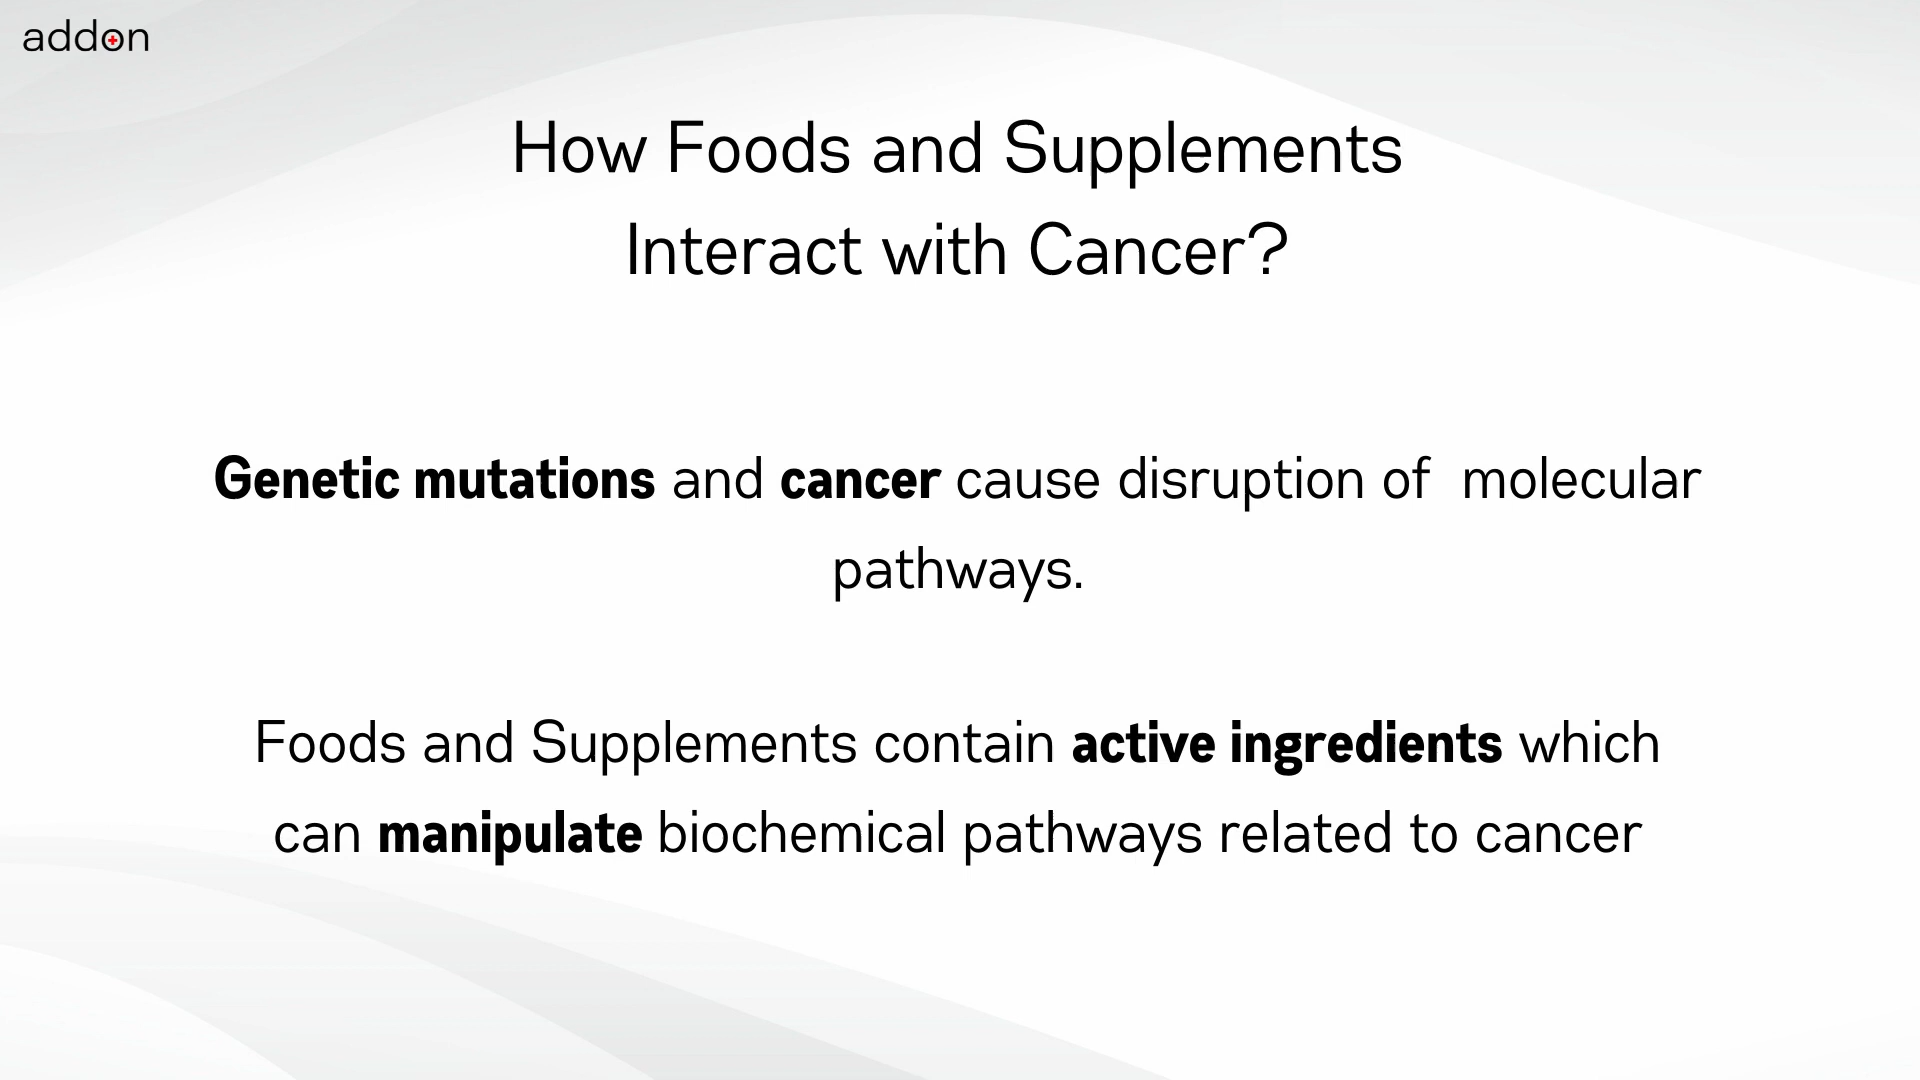 addon
How Foods and Supplements
Interact with Cancer?
Genetic mutations and cancer cause disruption of  molecular
pathways.
Foods and Supplements contain active ingredients which
can manipulate biochemical pathways related to cancer